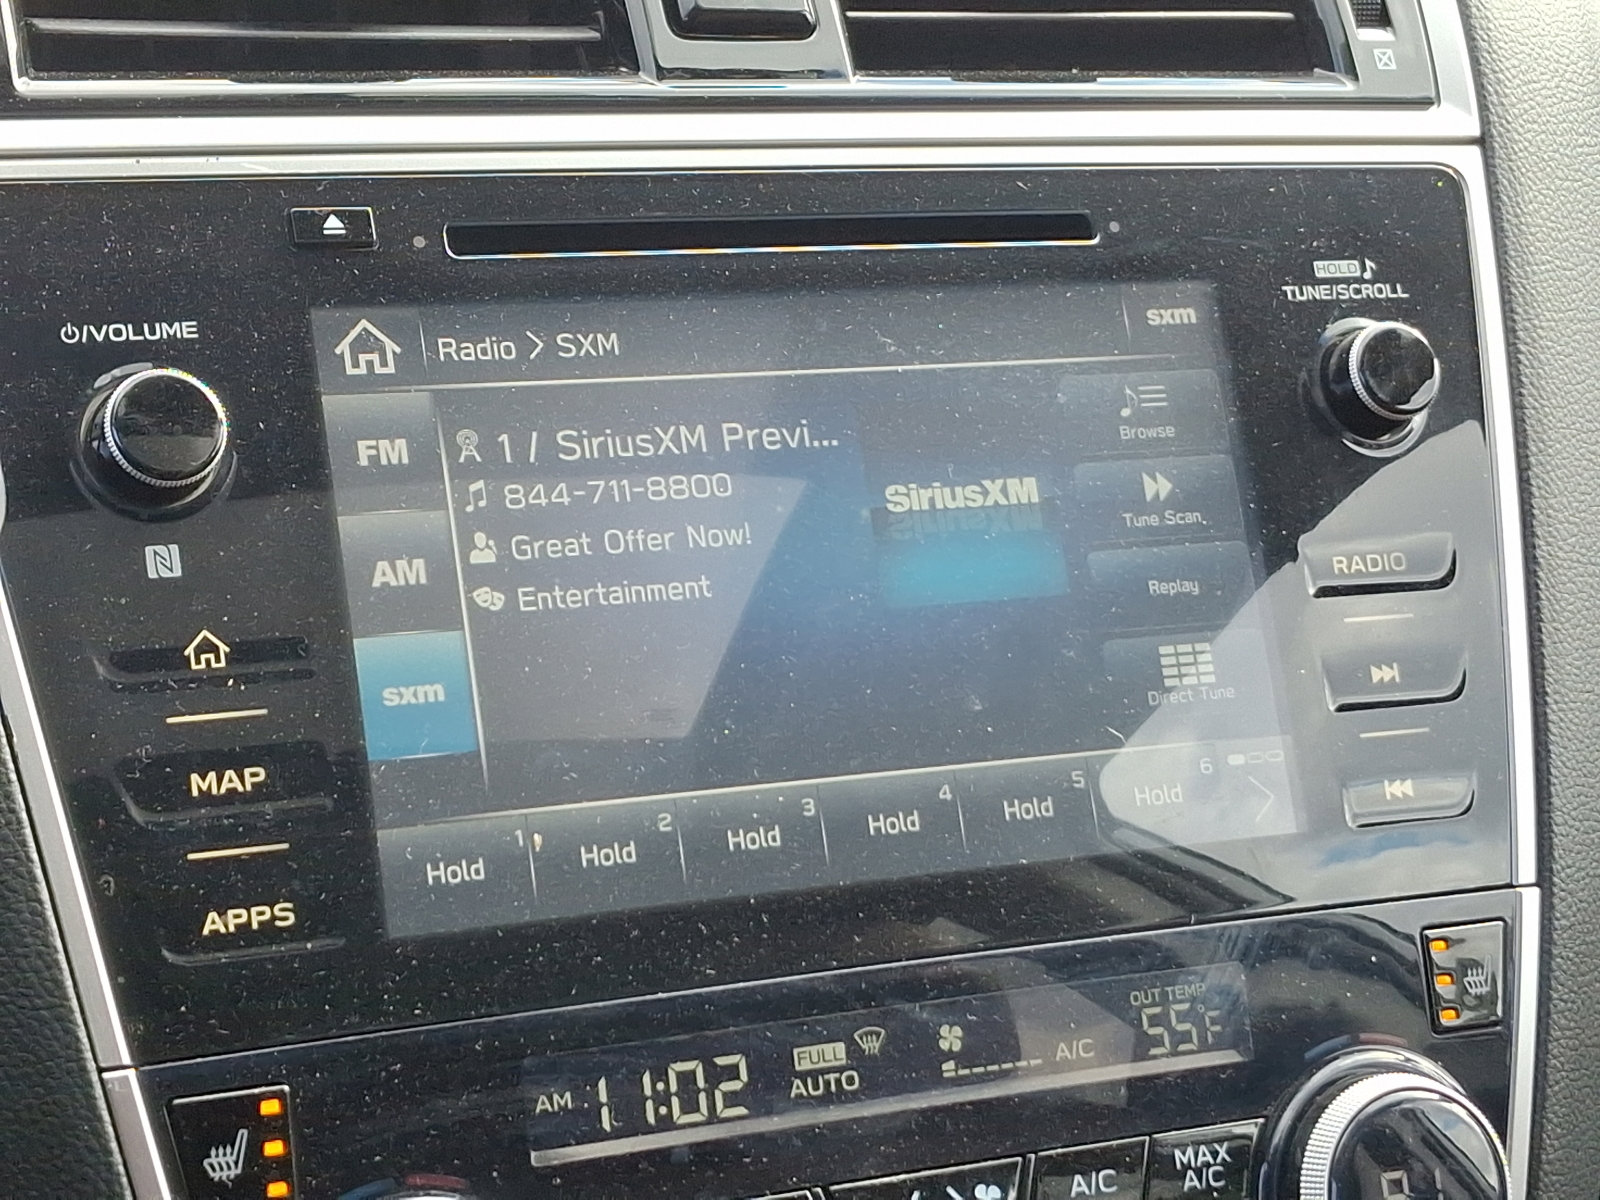 HOLD
TUNE/SCROLL
/VOLUME
Radio > SXM
sxm
FM
1 / SiriusXM Previ...
Browse
844-711-8800
SiriusXM
Tune Scan
Great Offer Now!
AM
Entertainment
Replay
RADIO
sxm
Direct Tune
MAP
1
Hold
2
Hold
3
Hold
4
Hold
5
Hold
6
Hold
APPS
OUT TEMP
55°F
AM 11:02
FULL
AUTO
A/C
A/C
MAX
A/C